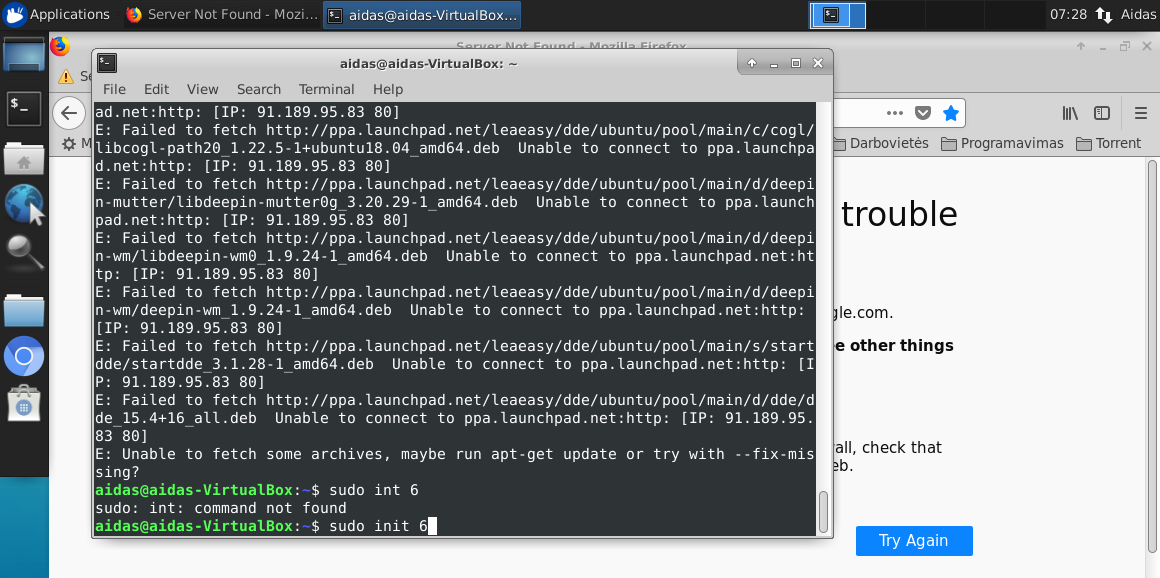 Applications
Server Not Found - Mozi...
aidas@aidas-VirtualBox...
07:28
Aidas
Server Not Found - Mozilla Firefox
aidas@aidas-VirtualBox: ~
File Edit View Search Terminal Help
ad.net:http: [IP: 91.189.95.83 80]
E: Failed to fetch http://ppa.launchpad.net/leaeasy/dde/ubuntu/pool/main/c/cogl/
libcogl-path20_1.22.5-1+ubuntu18.04_amd64.deb  Unable to connect to ppa.launchpa
d.net:http: [IP: 91.189.95.83 80]
E: Failed to fetch http://ppa.launchpad.net/leaeasy/dde/ubuntu/pool/main/d/deepi
n-mutter/libdeepin-mutter0g_3.20.29-1_amd64.deb  Unable to connect to ppa.launch
pad.net:http: [IP: 91.189.95.83 80]
E: Failed to fetch http://ppa.launchpad.net/leaeasy/dde/ubuntu/pool/main/d/deepi
n-wm/libdeepin-wm0_1.9.24-1_amd64.deb  Unable to connect to ppa.launchpad.net:ht
tp: [IP: 91.189.95.83 80]
E: Failed to fetch http://ppa.launchpad.net/leaeasy/dde/ubuntu/pool/main/d/deepi
n-wm/deepin-wm_1.9.24-1_amd64.deb  Unable to connect to ppa.launchpad.net:http:
[IP: 91.189.95.83 80]
E: Failed to fetch http://ppa.launchpad.net/leaeasy/dde/ubuntu/pool/main/s/start
dde/startdde_3.1.28-1_amd64.deb  Unable to connect to ppa.launchpad.net:http: [I
P: 91.189.95.83 80]
E: Failed to fetch http://ppa.launchpad.net/leaeasy/dde/ubuntu/pool/main/d/dde/d
de_15.4+16_all.deb  Unable to connect to ppa.launchpad.net:http: [IP: 91.189.95.
83 80]
E: Unable to fetch some archives, maybe run apt-get update or try with --fix-mis
sing?
aidas@aidas-VirtualBox:~$ sudo int 6
sudo: int: command not found
aidas@aidas-VirtualBox:~$ sudo init 6
Darbovietės
Programavimas
Torrent
trouble
gle.com.
e other things
all, check that
eb.
Try Again